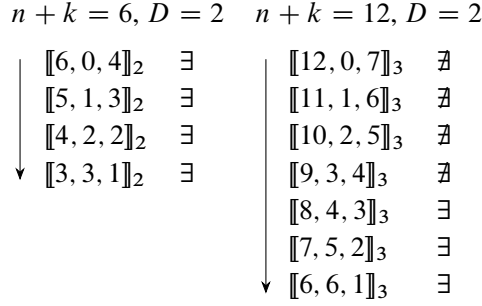 n + k = 6, D = 2
⟦6, 0, 4⟧₂ ∃
⟦5, 1, 3⟧₂ ∃
⟦4, 2, 2⟧₂ ∃
⟦3, 3, 1⟧₂ ∃
n + k = 12, D = 2
⟦12, 0, 7⟧₃ ∄
⟦11, 1, 6⟧₃ ∄
⟦10, 2, 5⟧₃ ∄
⟦9, 3, 4⟧₃ ∄
⟦8, 4, 3⟧₃ ∃
⟦7, 5, 2⟧₃ ∃
⟦6, 6, 1⟧₃ ∃